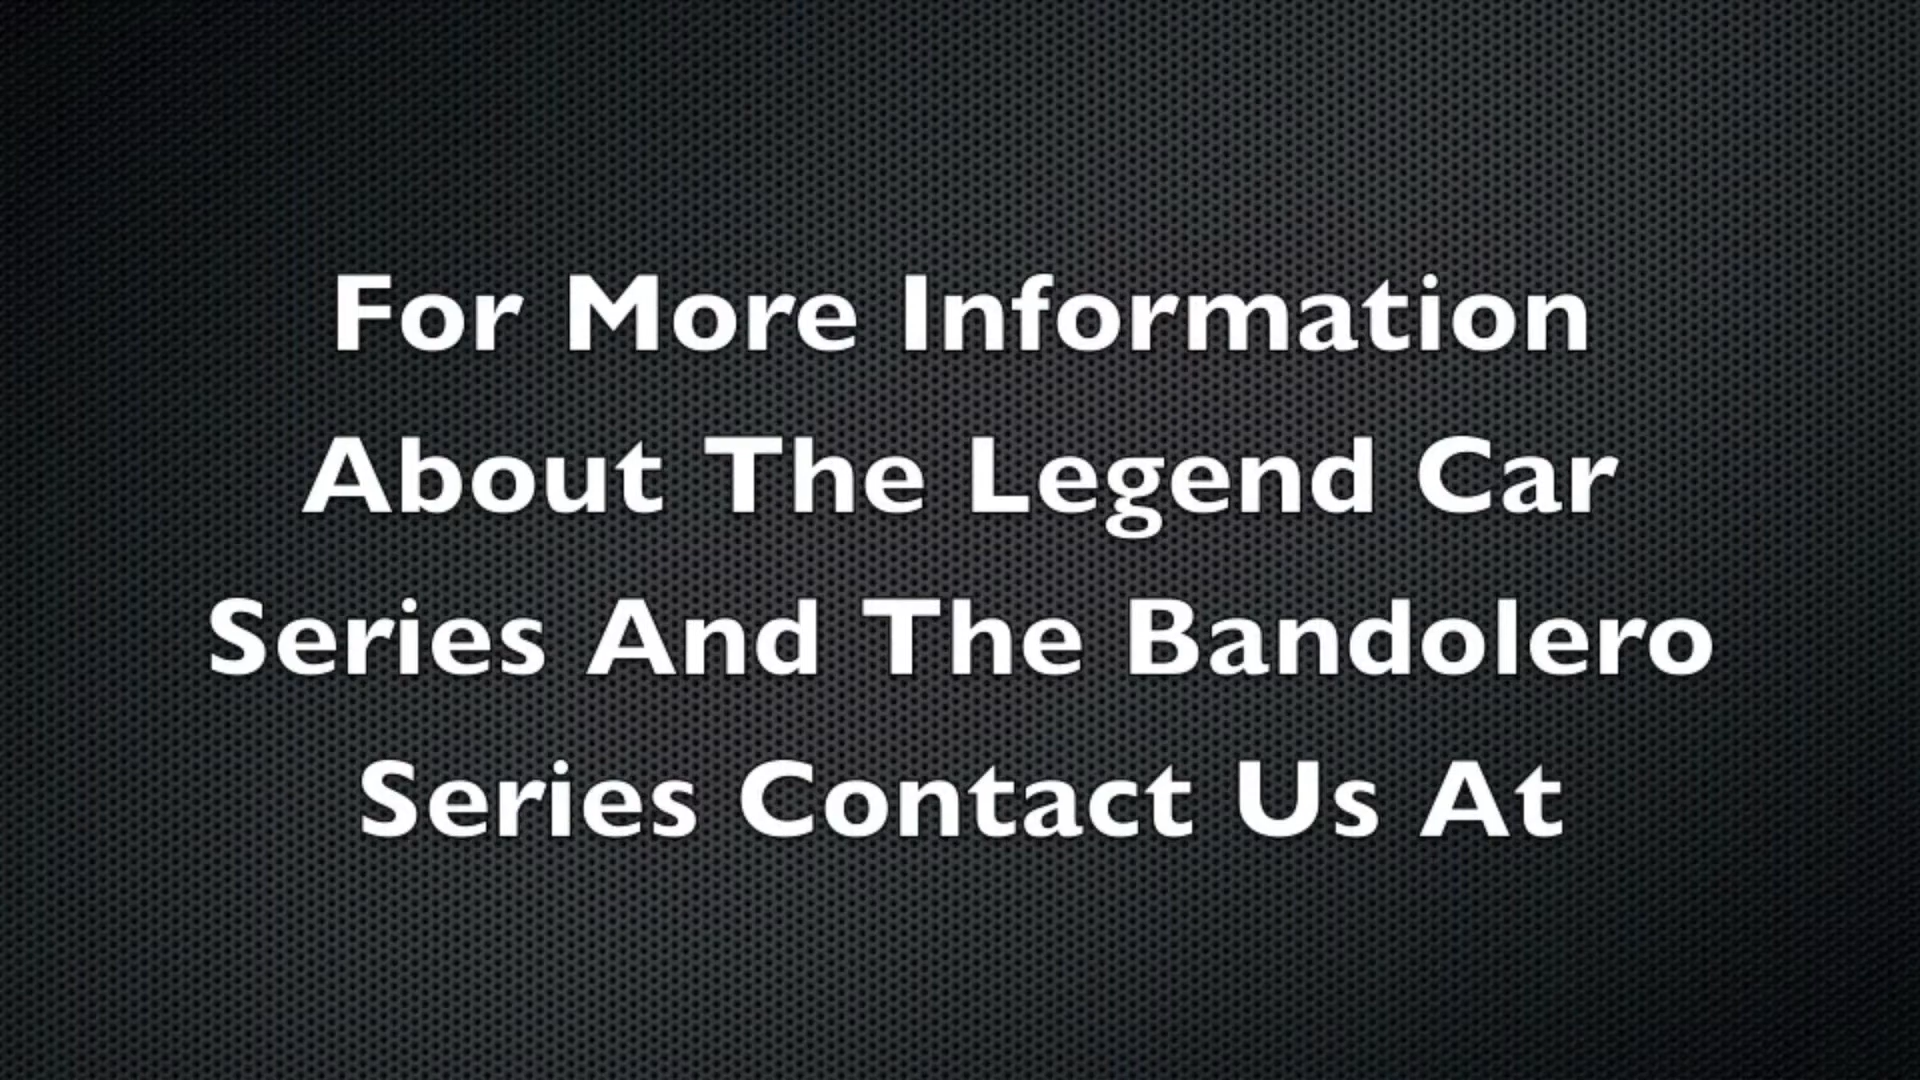 For More Information
About The Legend Car
Series And The Bandolero
Series Contact Us At